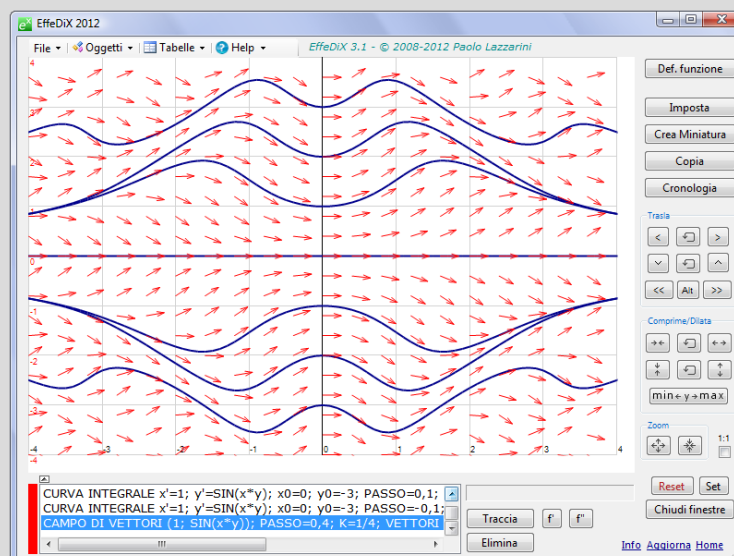 EffeDiX 2012
File Oggetti Tabelle Help EffeDiX 3.1 - © 2008-2012 Paolo Lazzarini
4
3
2
1
0
-1
-2
-3
-4
-4 -3 -2 -1 0 1 2 3 4
Def. funzione
Imposta
Crea Miniatura
Copia
Cronologia
Trasla
< >
<< Alt >>
Comprime/Dilata
min ← y → max
Zoom
1:1
Reset Set
Chiudi finestre
CURVA INTEGRALE x'=1; y'=SIN(x*y); x0=0; y0=-3; PASSO=0,1;
CURVA INTEGRALE x'=1; y'=SIN(x*y); x0=0; y0=-3; PASSO=-0,1;
CAMPO DI VETTORI (1; SIN(x*y)); PASSO=0,4; K=1/4; VETTORI
Traccia f' f"
Elimina
Info Aggiorna Home